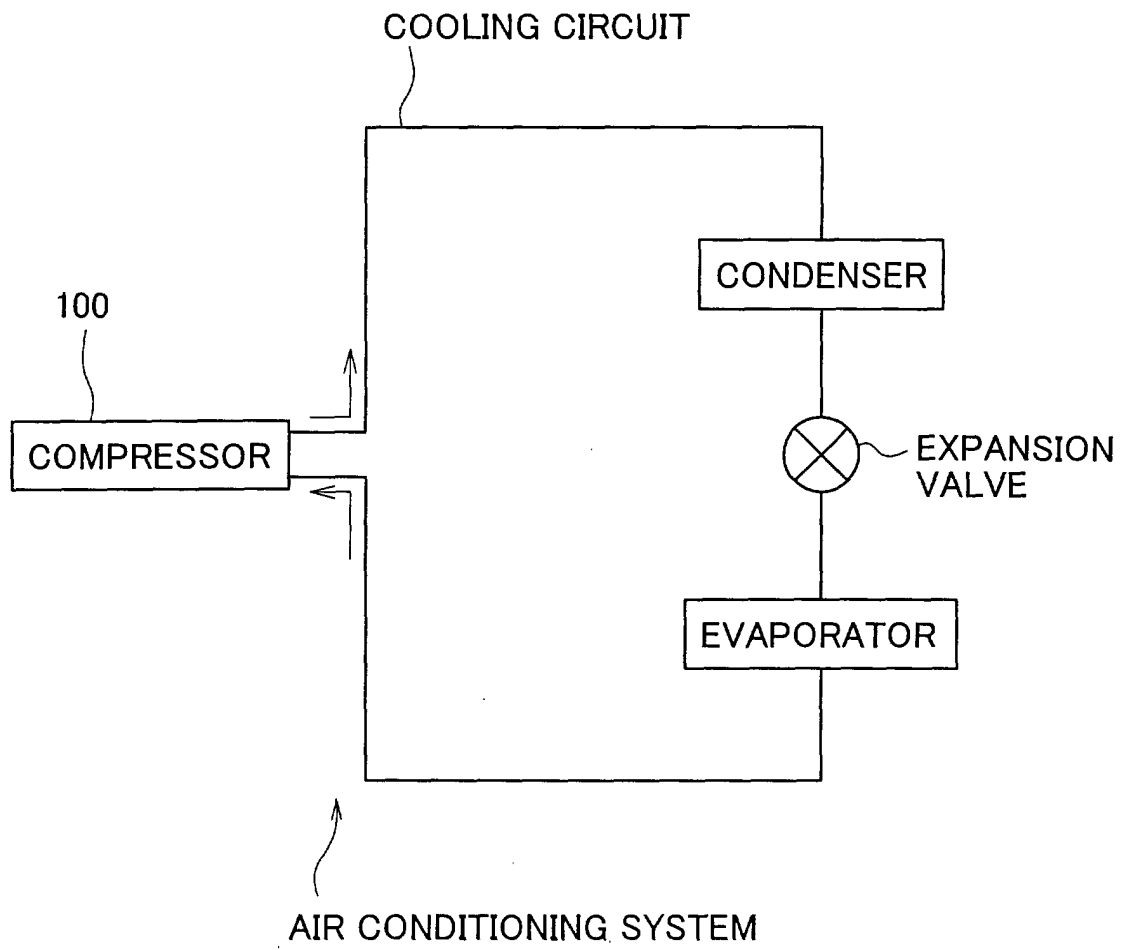 COOLING CIRCUIT
CONDENSER
100
COMPRESSOR
EXPANSION
VALVE
EVAPORATOR
AIR CONDITIONING SYSTEM